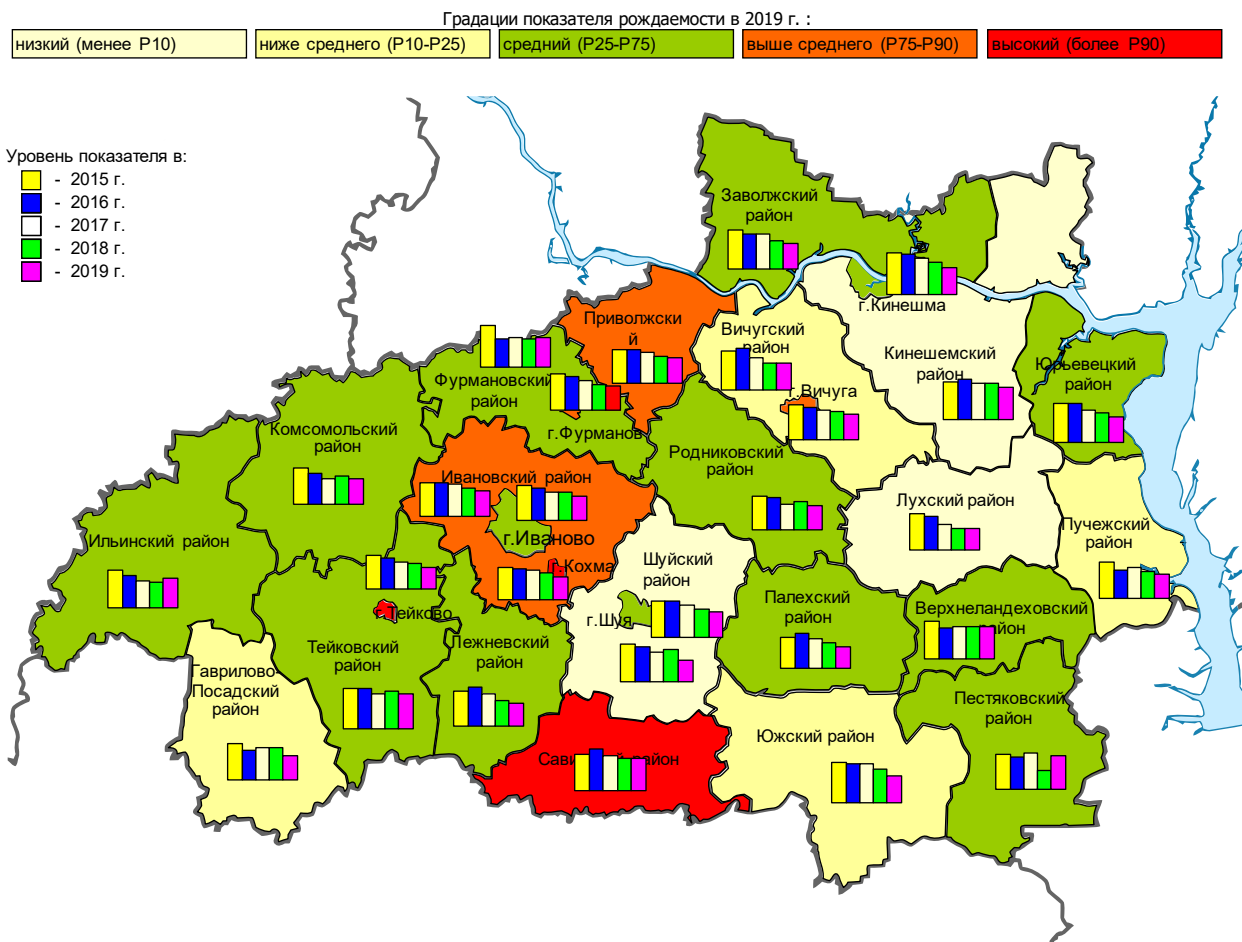 Градации показателя рождаемости в 2019 г. :
низкий (менее P10)
ниже среднего (P10-P25)
средний (P25-P75)
выше среднего (P75-P90)
высокий (более P90)
Уровень показателя в:
- 2015 г.
- 2016 г.
- 2017 г.
- 2018 г.
- 2019 г.
Заволжский
район
г.Кинешма
Приволжски
й
Вичугский
район
Кинешемский
район
Юрьевецкий
район
Фурмановский
район
г.Вичуга
г.Фурманов
Комсомольский
район
Родниковский
район
Ивановский район
Лухский район
г.Иваново
Пучежский
район
Ильинский район
Кохма
Шуйский
район
г.Шуя
Палехский
район
Верхнеландеховский
район
Тейково
Тейковский
район
Лежневский
район
Гаврилово-
Посадский
район
Пестяковский
район
Южский район
район